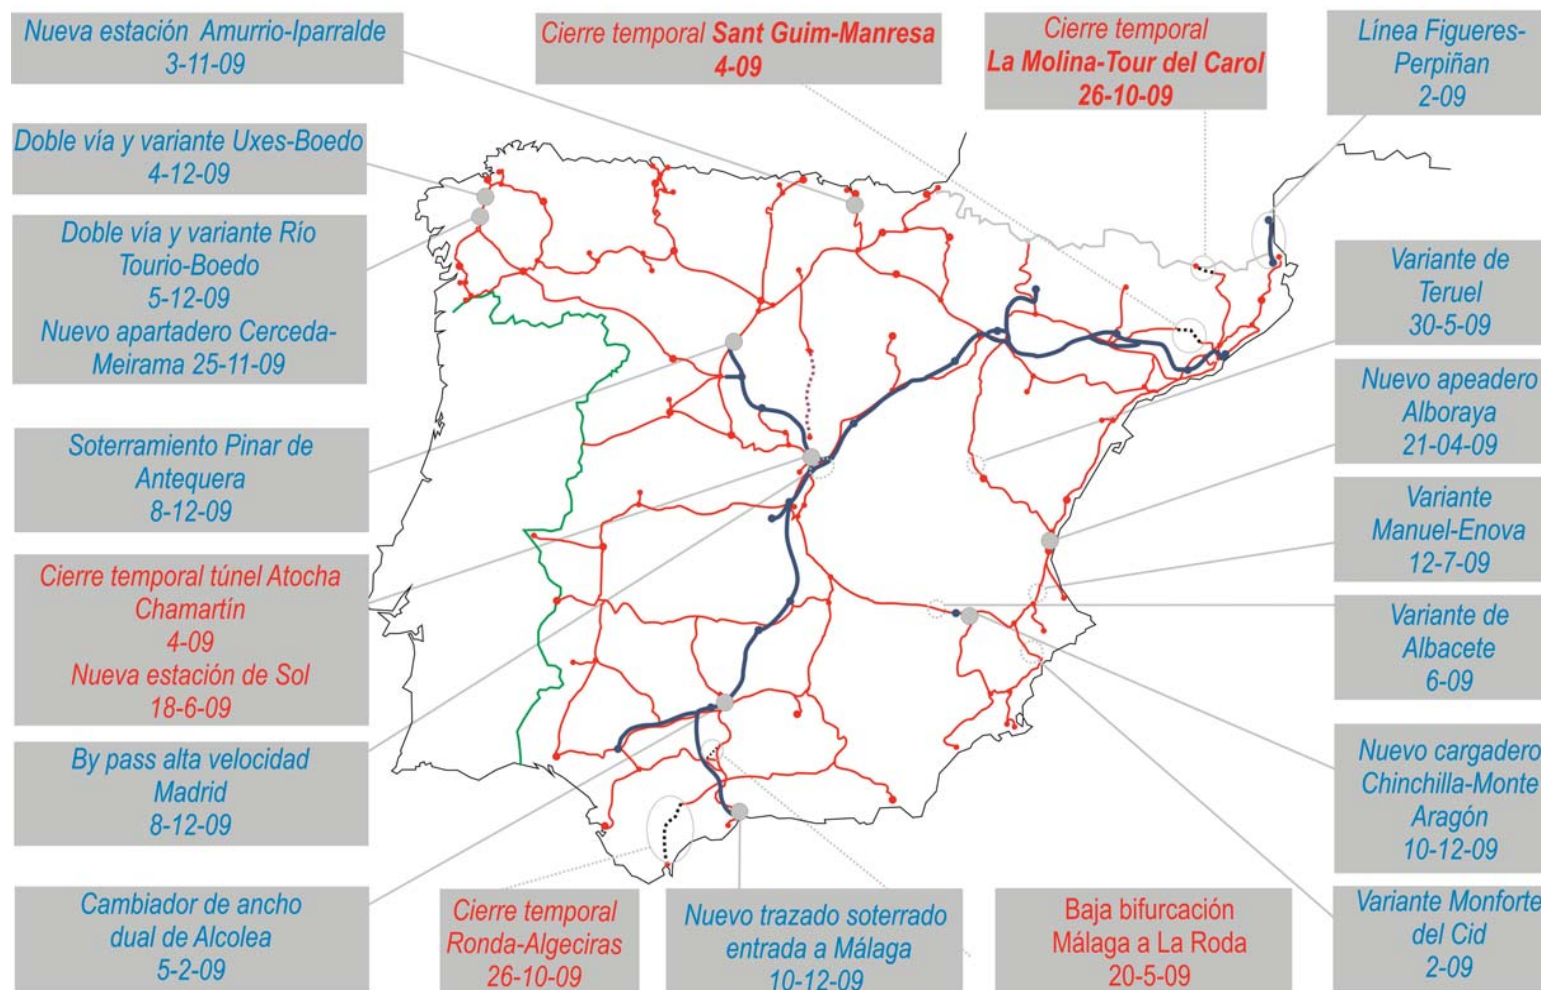 Nueva estación Amurrio-Iparralde
3-11-09
Cierre temporal Sant Guim-Manresa
4-09
Cierre temporal
La Molina-Tour del Carol
26-10-09
Línea Figueres-
Perpiñan
2-09
Doble vía y variante Uxes-Boedo
4-12-09
Doble vía y variante Río
Tourio-Boedo
5-12-09
Nuevo apartadero Cerceda-
Meirama 25-11-09
Soterramiento Pinar de
Antequera
8-12-09
Cierre temporal túnel Atocha
Chamartín
4-09
Nueva estación de Sol
18-6-09
By pass alta velocidad
Madrid
8-12-09
Cambiador de ancho
dual de Alcolea
5-2-09
Cierre temporal
Ronda-Algeciras
26-10-09
Nuevo trazado soterrado
entrada a Málaga
10-12-09
Baja bifurcación
Málaga a La Roda
20-5-09
Variante de
Teruel
30-5-09
Nuevo apeadero
Alboraya
21-04-09
Variante
Manuel-Enova
12-7-09
Variante de
Albacete
6-09
Nuevo cargadero
Chinchilla-Monte
Aragón
10-12-09
Variante Monforte
del Cid
2-09